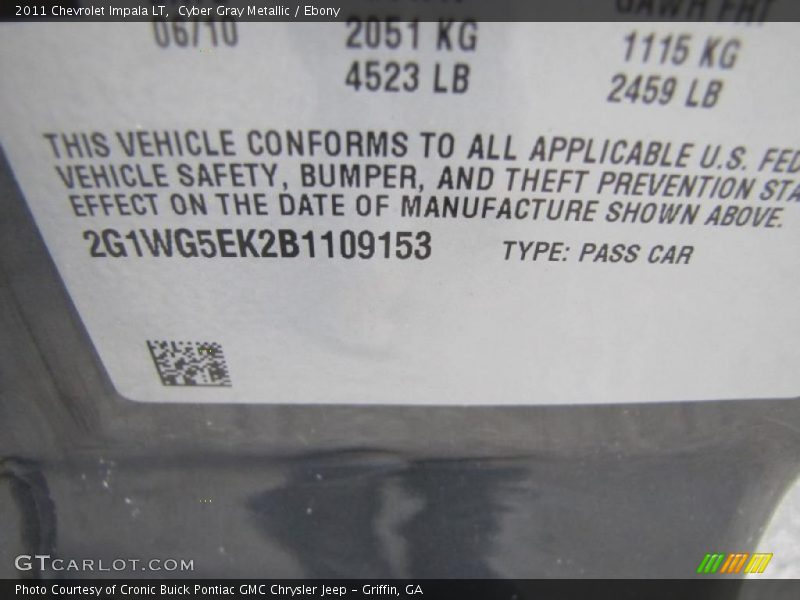 2011 Chevrolet Impala LT, Cyber Gray Metallic / Ebony
GAWR FRT
06/10 2051 KG 1115 KG
4523 LB 2459 LB
THIS VEHICLE CONFORMS TO ALL APPLICABLE U.S. FED
VEHICLE SAFETY, BUMPER, AND THEFT PREVENTION STA
EFFECT ON THE DATE OF MANUFACTURE SHOWN ABOVE.
2G1WG5EK2B1109153 TYPE: PASS CAR
GTCARLOT.COM
Photo Courtesy of Cronic Buick Pontiac GMC Chrysler Jeep - Griffin, GA